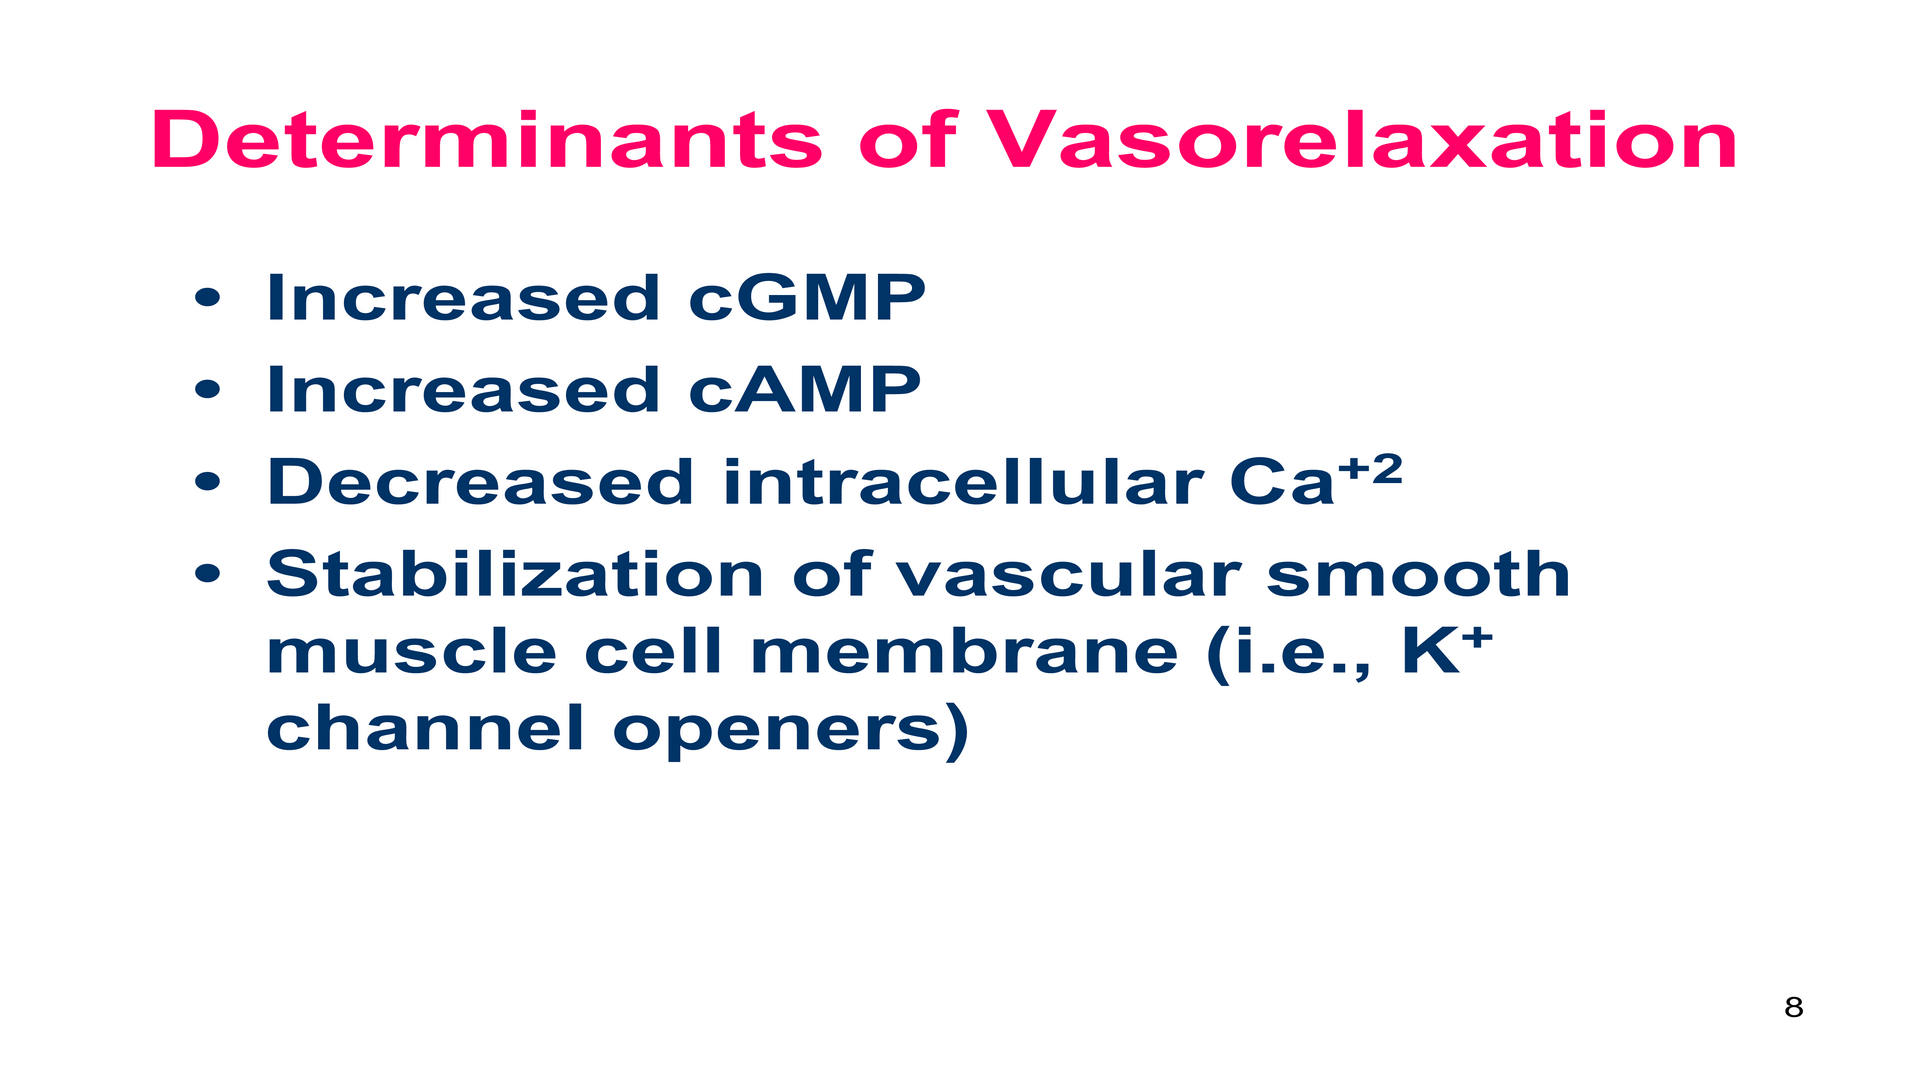 Determinants of Vasorelaxation
• Increased cGMP
• Increased cAMP
• Decreased intracellular Ca⁺²
• Stabilization of vascular smooth
muscle cell membrane (i.e., K⁺
channel openers)
8